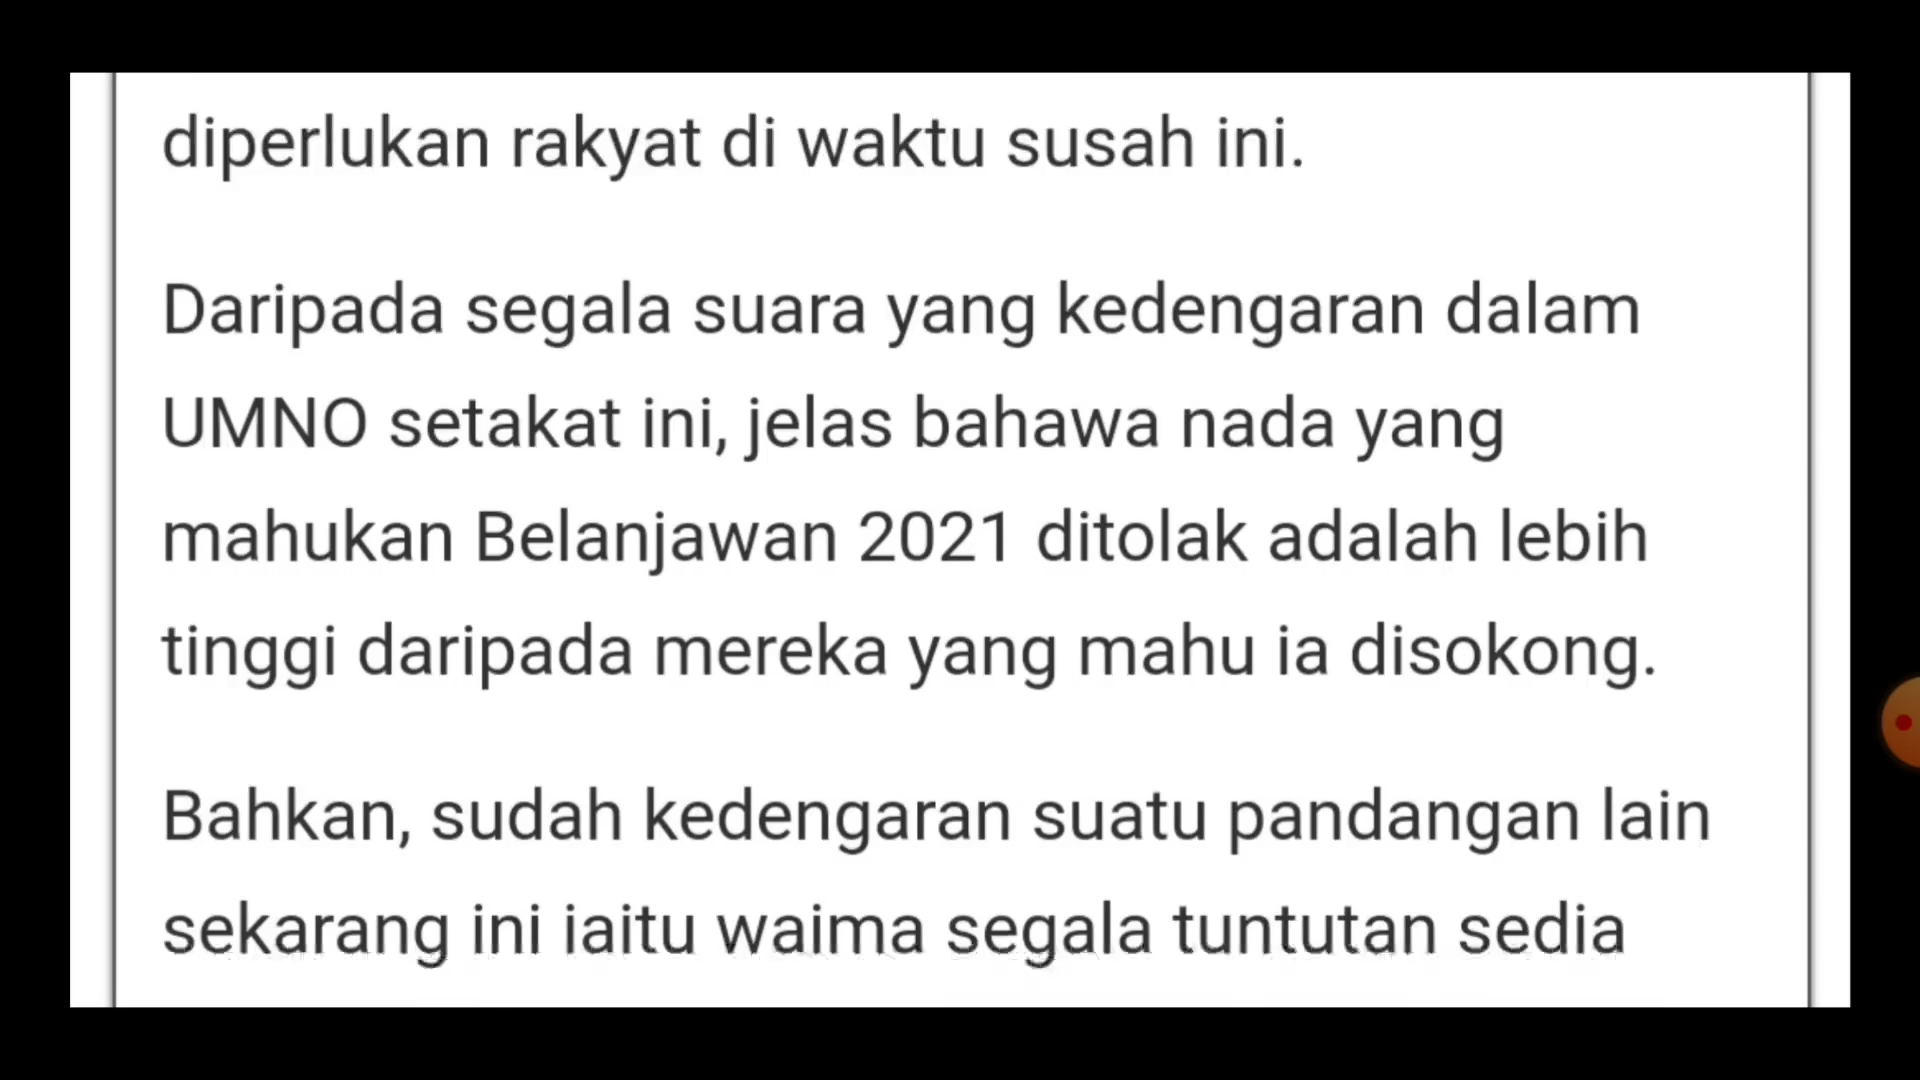 diperlukan rakyat di waktu susah ini.
Daripada segala suara yang kedengaran dalam
UMNO setakat ini, jelas bahawa nada yang
mahukan Belanjawan 2021 ditolak adalah lebih
tinggi daripada mereka yang mahu ia disokong.
Bahkan, sudah kedengaran suatu pandangan lain
sekarang ini iaitu waima segala tuntutan sedia